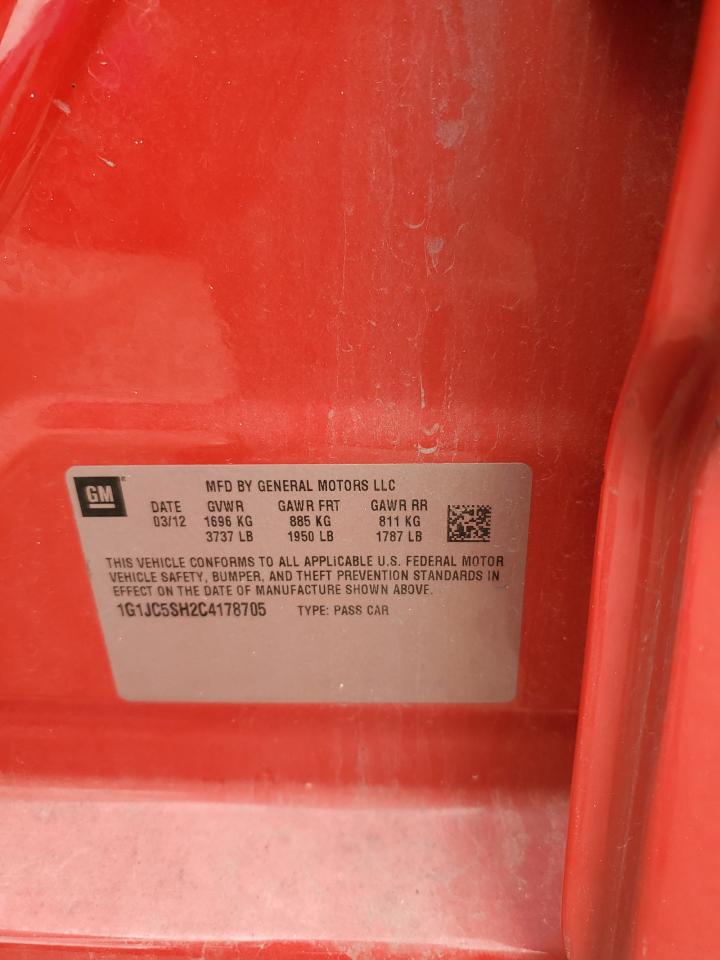 GM
MFD BY GENERAL MOTORS LLC
DATE GVWR GAWR FRT GAWR RR
03/12 1696 KG 885 KG 811 KG
3737 LB 1950 LB 1787 LB
THIS VEHICLE CONFORMS TO ALL APPLICABLE U.S. FEDERAL MOTOR
VEHICLE SAFETY, BUMPER, AND THEFT PREVENTION STANDARDS IN
EFFECT ON THE DATE OF MANUFACTURE SHOWN ABOVE.
1G1JC5SH2C4178705 TYPE: PASS CAR